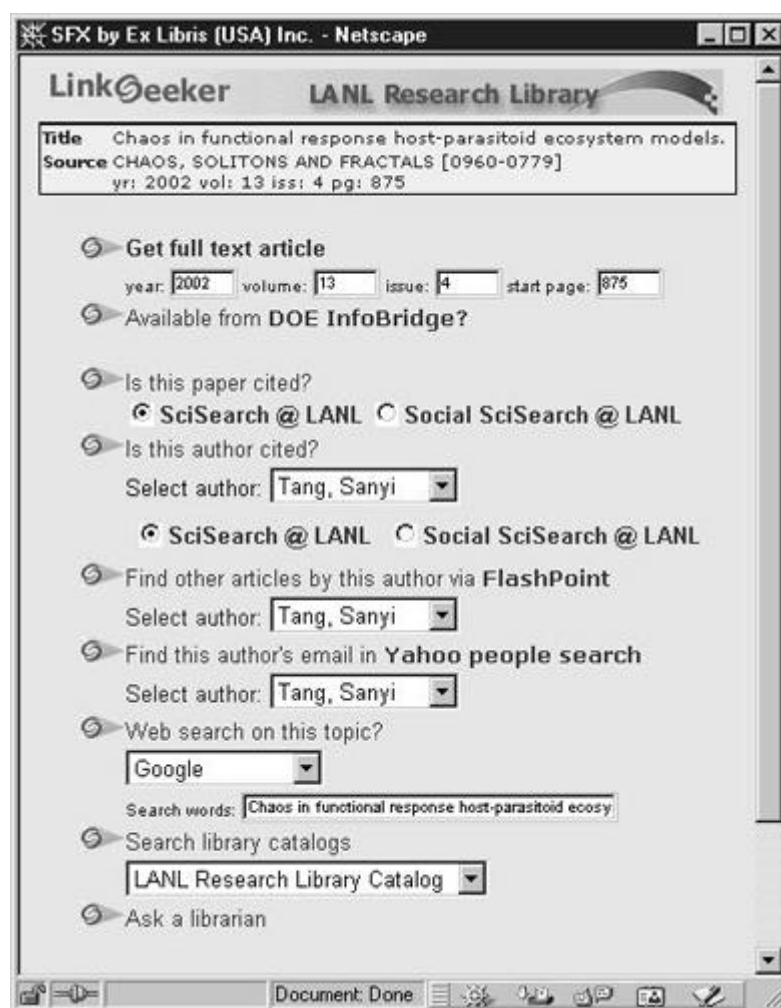 SFX by Ex Libris (USA) Inc. - Netscape
LinkSeeker LANL Research Library
Title Chaos in functional response host-parasitoid ecosystem models.
Source CHAOS, SOLITONS AND FRACTALS [0960-0779]
yr: 2002 vol: 13 iss: 4 pg: 875
Get full text article
year: 2002 volume: 13 issue: 4 start page: 875
Available from DOE InfoBridge?
Is this paper cited?
SciSearch @ LANL Social SciSearch @ LANL
Is this author cited?
Select author: Tang, Sanyi
SciSearch @ LANL Social SciSearch @ LANL
Find other articles by this author via FlashPoint
Select author: Tang, Sanyi
Find this author's email in Yahoo people search
Select author: Tang, Sanyi
Web search on this topic?
Google
Search words: Chaos in functional response host-parasitoid ecosy
Search library catalogs
LANL Research Library Catalog
Ask a librarian
Document: Done